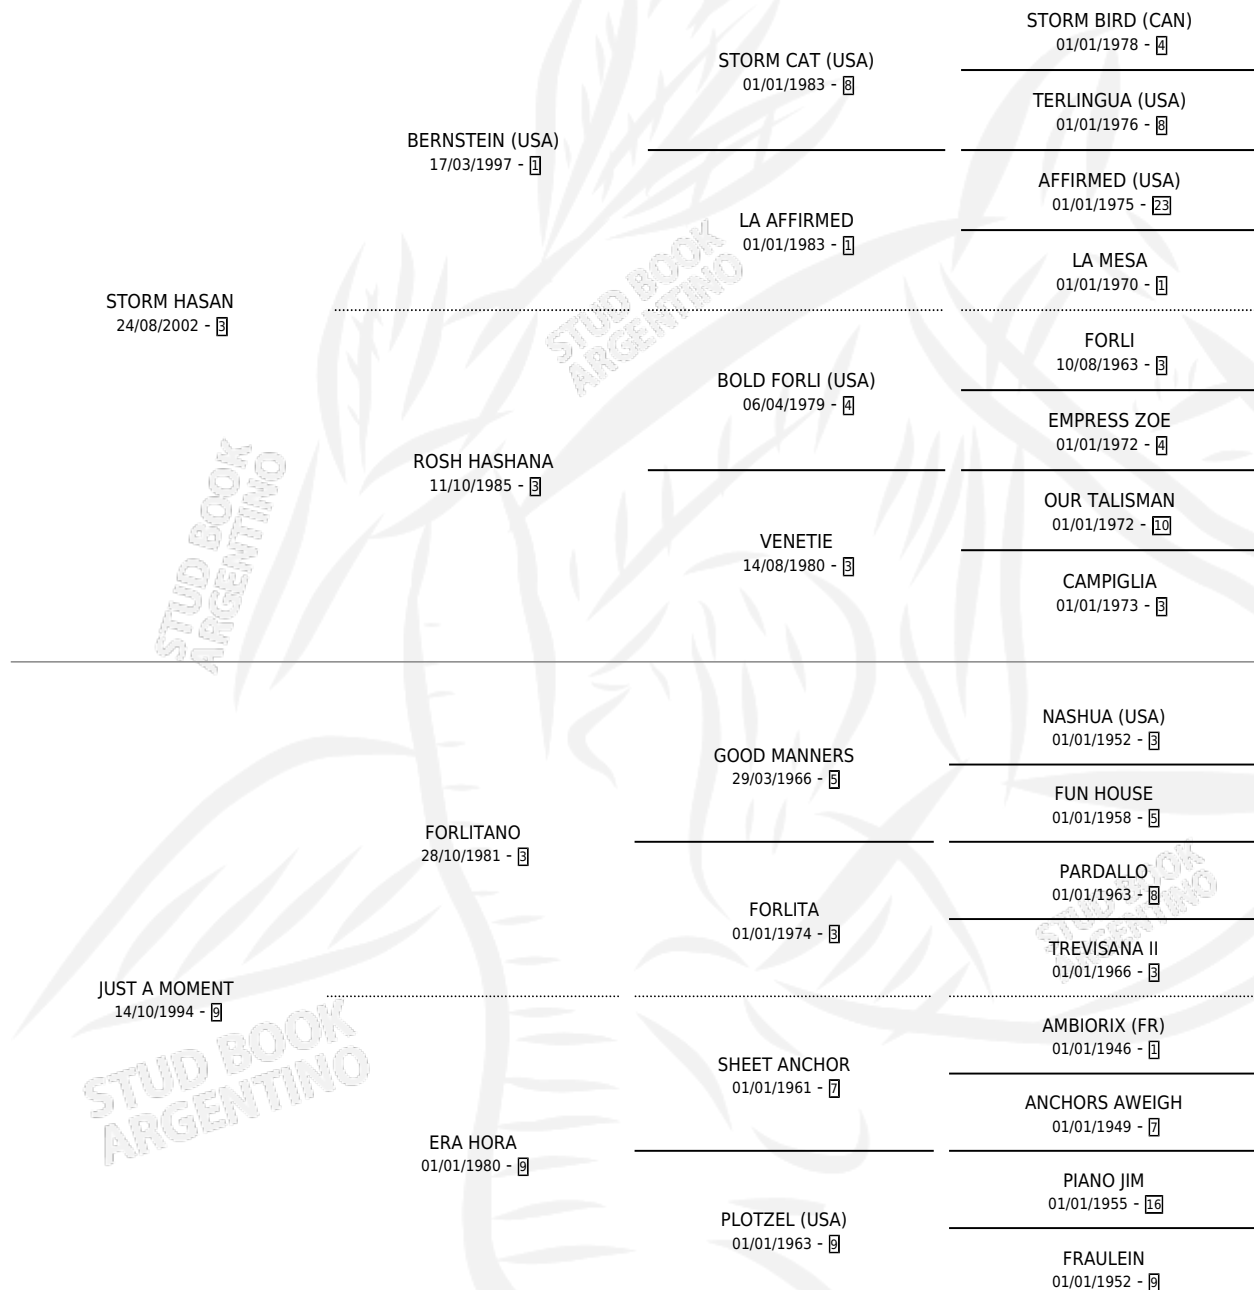 STORM BIRD (CAN)
01/01/1978 - 4
STORM CAT (USA)
01/01/1983 - 8
TERLINGUA (USA)
01/01/1976 - 8
BERNSTEIN (USA)
17/03/1997 - 1
AFFIRMED (USA)
01/01/1975 - 23
LA AFFIRMED
01/01/1983 - 1
LA MESA
01/01/1970 - 1
STORM HASAN
24/08/2002 - 3
FORLI
10/08/1963 - 3
BOLD FORLI (USA)
06/04/1979 - 4
EMPRESS ZOE
01/01/1972 - 4
ROSH HASHANA
11/10/1985 - 3
OUR TALISMAN
01/01/1972 - 10
VENETIE
14/08/1980 - 3
CAMPIGLIA
01/01/1973 - 3
NASHUA (USA)
01/01/1952 - 3
GOOD MANNERS
29/03/1966 - 5
FUN HOUSE
01/01/1958 - 5
FORLITANO
28/10/1981 - 3
PARDALLO
01/01/1963 - 8
FORLITA
01/01/1974 - 3
TREVISANA II
01/01/1966 - 3
JUST A MOMENT
14/10/1994 - 9
AMBIORIX (FR)
01/01/1946 - 1
SHEET ANCHOR
01/01/1961 - 7
ANCHORS AWEIGH
01/01/1949 - 7
ERA HORA
01/01/1980 - 9
PIANO JIM
01/01/1955 - 16
PLOTZEL (USA)
01/01/1963 - 9
FRAULEIN
01/01/1952 - 9
STUD BOOK
ARGENTINO
STUD BOOK
ARGENTINO
STUD BOOK
ARGENTINO
STUD BOOK
ARGENTINO